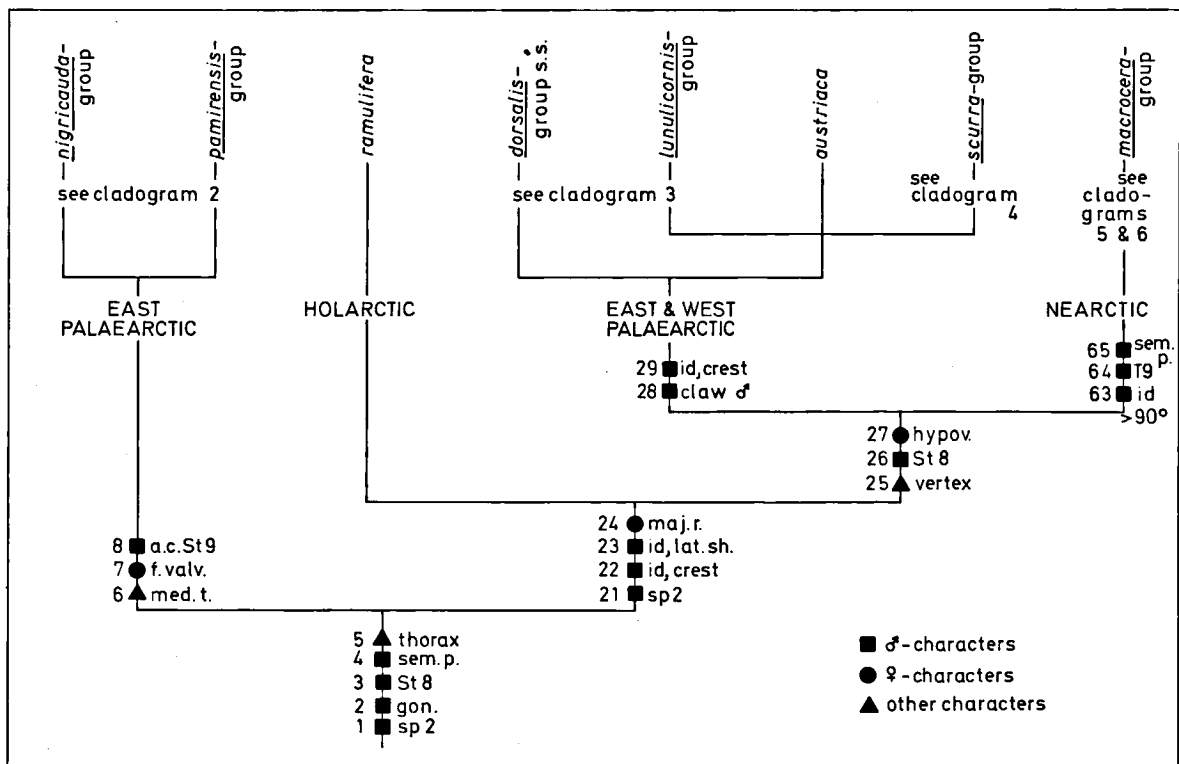 nigricauda-
group
pamirensis-
group
ramulifera
dorsalis-
group s.s.
lunulicornis-
group
austriaca
scurra-group
macrocera-
group
see cladogram 2
see cladogram 3
see
cladogram
4
see
clado-
grams
5 & 6
EAST
PALAEARCTIC
HOLARCTIC
EAST & WEST
PALAEARCTIC
NEARCTIC
29 id, crest
28 claw ♂
65 sem. p.
64 T9
63 id
>90°
27 hypov.
26 St 8
25 vertex
24 maj. r.
23 id, lat. sh.
22 id, crest
21 sp2
8 a.c. St 9
7 f. valv.
6 med. t.
5 thorax
4 sem. p.
3 St 8
2 gon.
1 sp 2
■ ♂-characters
● ♀-characters
▲ other characters